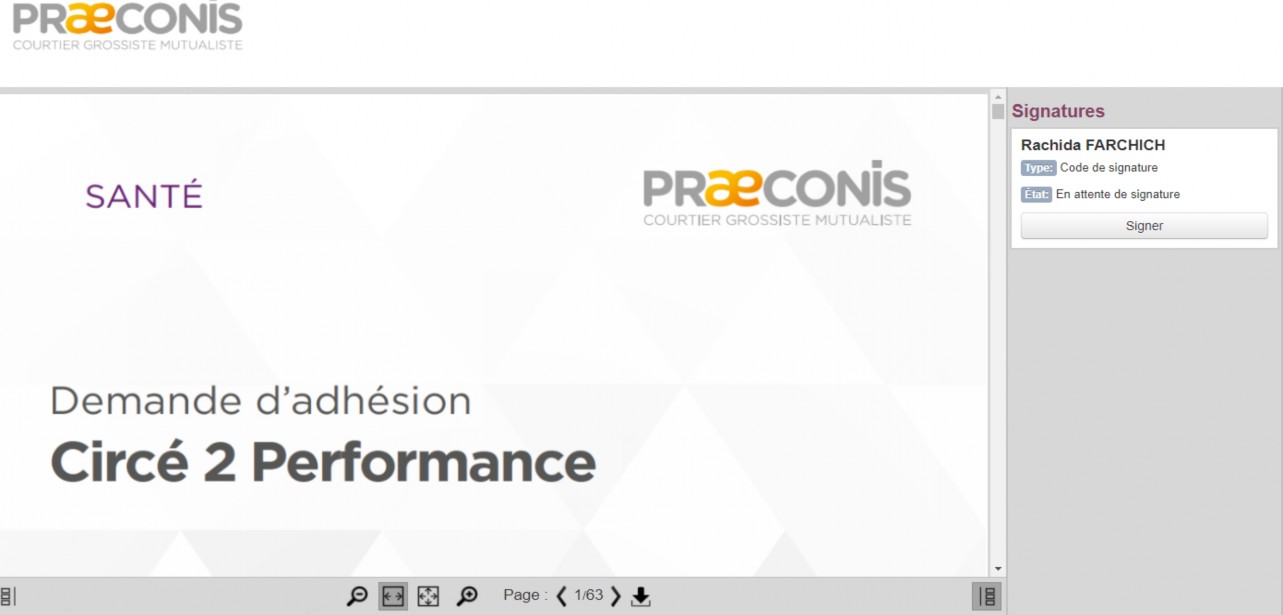 PRÆCONIS
COURTIER GROSSISTE MUTUALISTE
SANTÉ
PRÆCONIS
COURTIER GROSSISTE MUTUALISTE
Demande d'adhésion
Circé 2 Performance
Page : 1/63
Signatures
Rachida FARCHICH
Type: Code de signature
État: En attente de signature
Signer